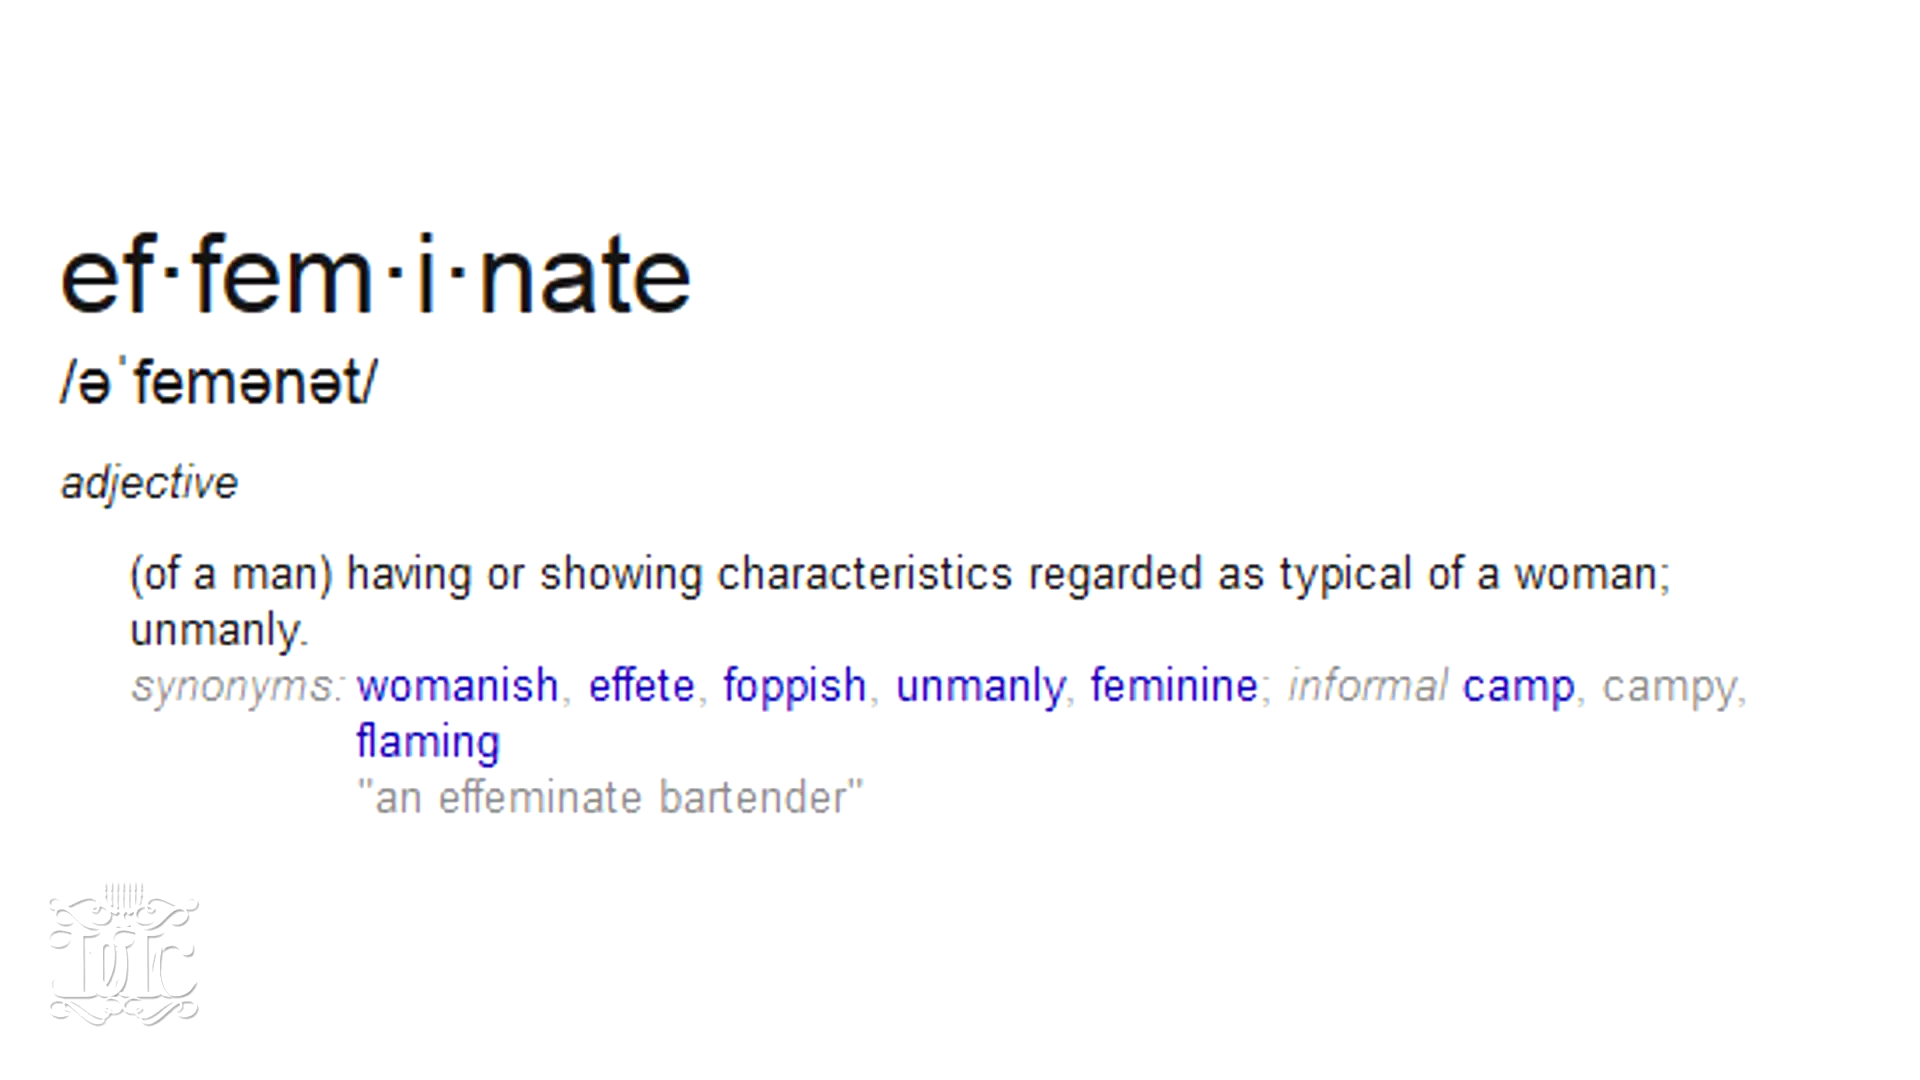 ef·fem·i·nate
/əˈfemənət/
adjective
(of a man) having or showing characteristics regarded as typical of a woman;
unmanly.
synonyms: womanish, effete, foppish, unmanly, feminine; informal camp, campy,
flaming
"an effeminate bartender"